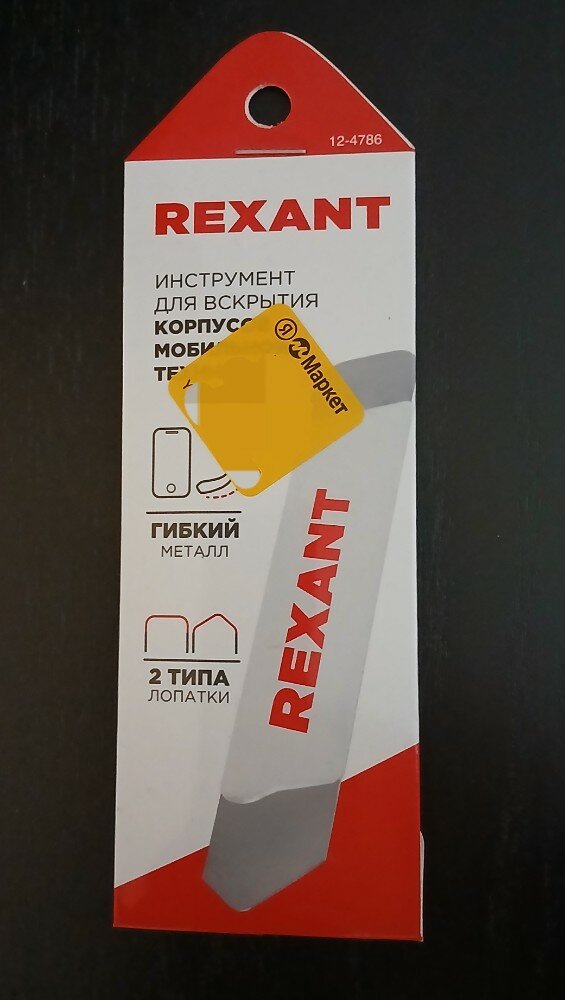 12-4786
REXANT
ИНСТРУМЕНТ
ДЛЯ ВСКРЫТИЯ
Я Маркет
ГИБКИЙ
МЕТАЛЛ
REXANT
2 ТИПА
ЛОПАТКИ